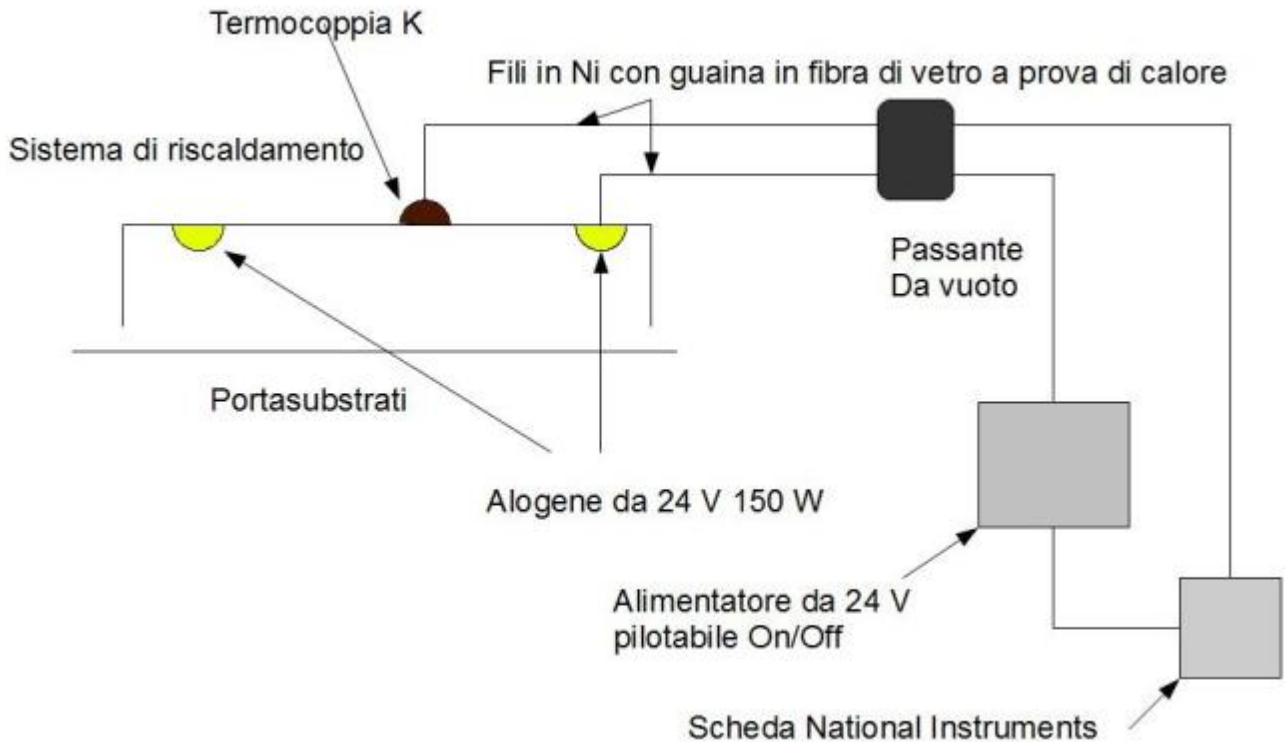 Termocoppia K
Fili in Ni con guaina in fibra di vetro a prova di calore
Sistema di riscaldamento
Passante
Da vuoto
Portasubstrati
Alogene da 24 V 150 W
Alimentatore da 24 V
pilotabile On/Off
Scheda National Instruments